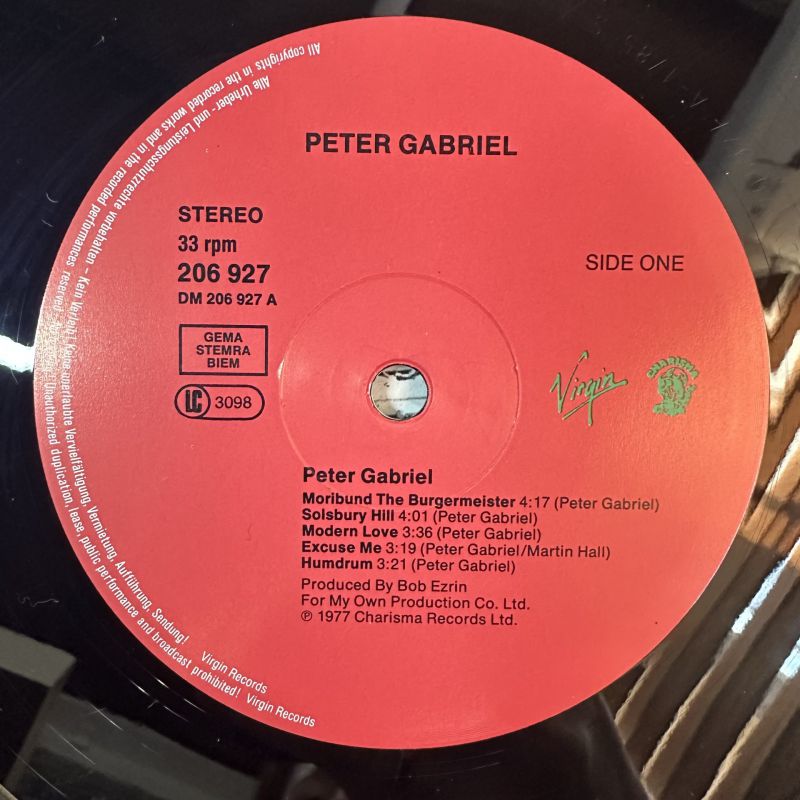 PETER GABRIEL
STEREO
33 rpm
206 927
DM 206 927 A
SIDE ONE
GEMA
STEMRA
BIEM
LC 3098
Virgin
CHARISMA
Peter Gabriel
Moribund The Burgermeister 4:17 (Peter Gabriel)
Solsbury Hill 4:01 (Peter Gabriel)
Modern Love 3:36 (Peter Gabriel)
Excuse Me 3:19 (Peter Gabriel/Martin Hall)
Humdrum 3:21 (Peter Gabriel)
Produced By Bob Ezrin
For My Own Production Co. Ltd.
℗ 1977 Charisma Records Ltd.
Alle Urheber- und Leistungsschutzrechte vorbehalten - Kein Verleih! Keine unerlaubte Vervielfältigung, Vermietung, Aufführung, Sendung! Virgin Records
All copyrights in the recorded works and in the recorded performances reserved - Unauthorized duplication, lease, public performance and broadcast prohibited! Virgin Records